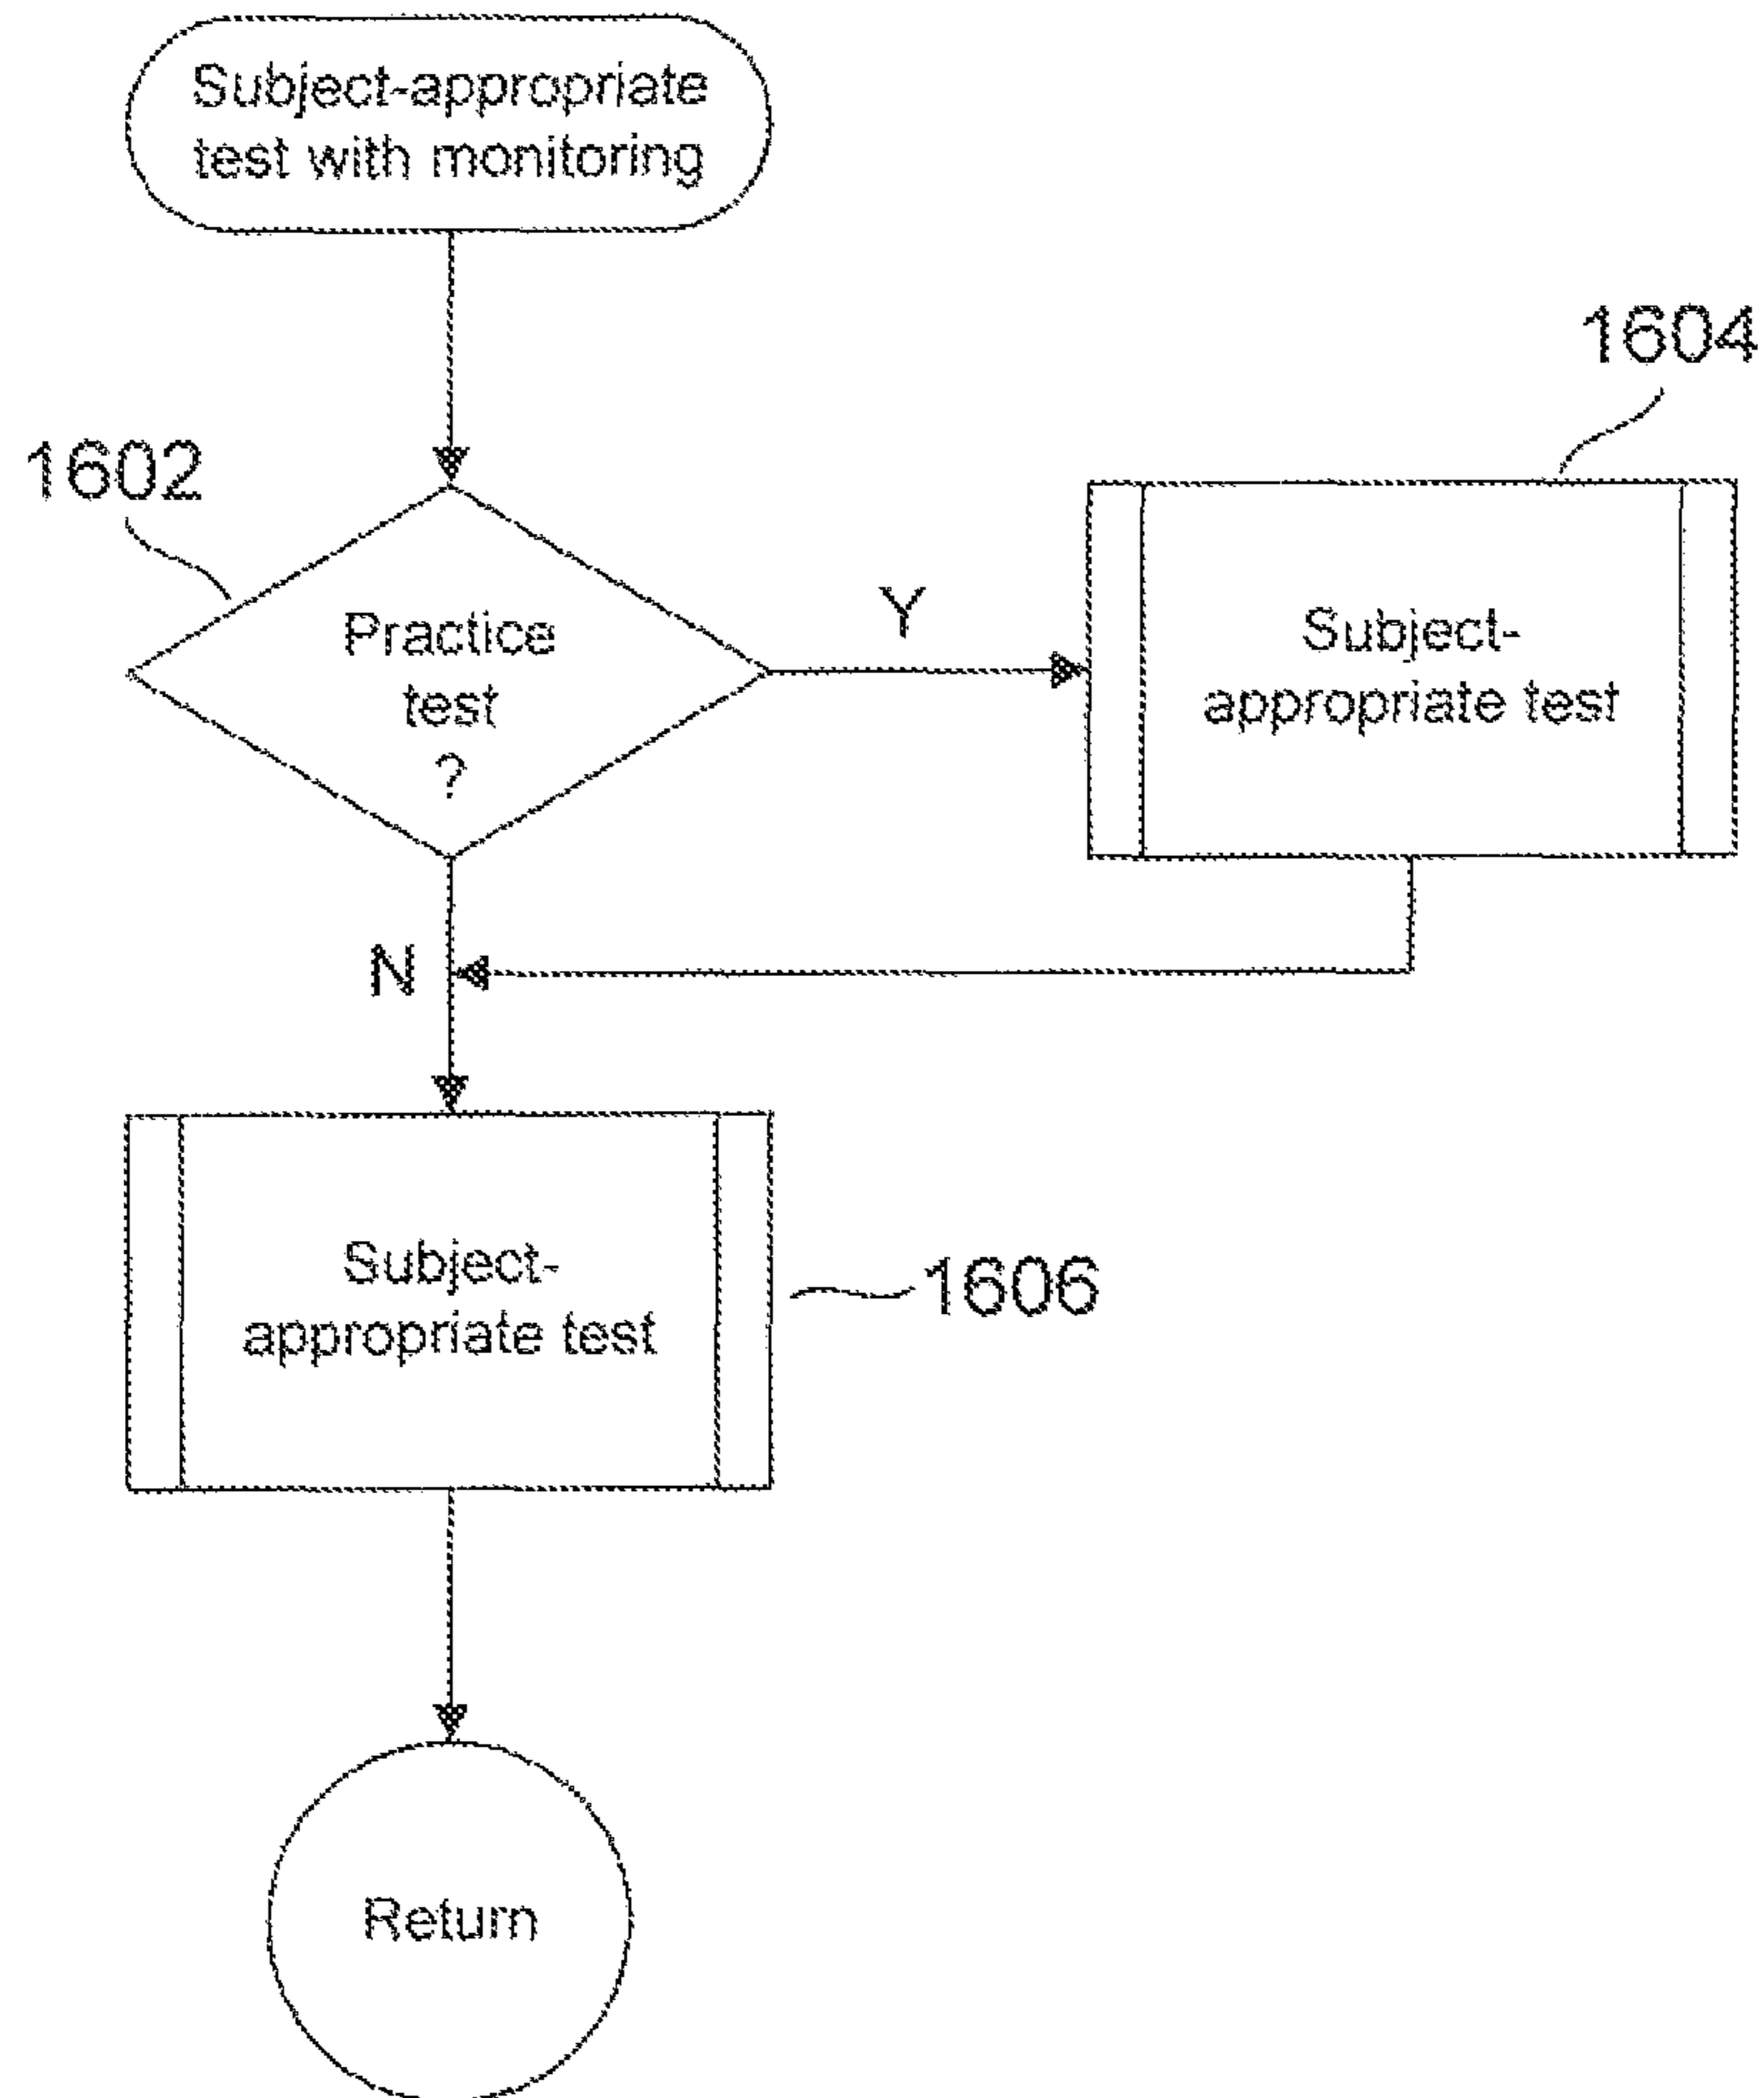 Subject-appropriate
test with monitoring
1604
1602
Practice
test
?
Y
Subject-
appropriate test
N
Subject-
appropriate test
1606
Return